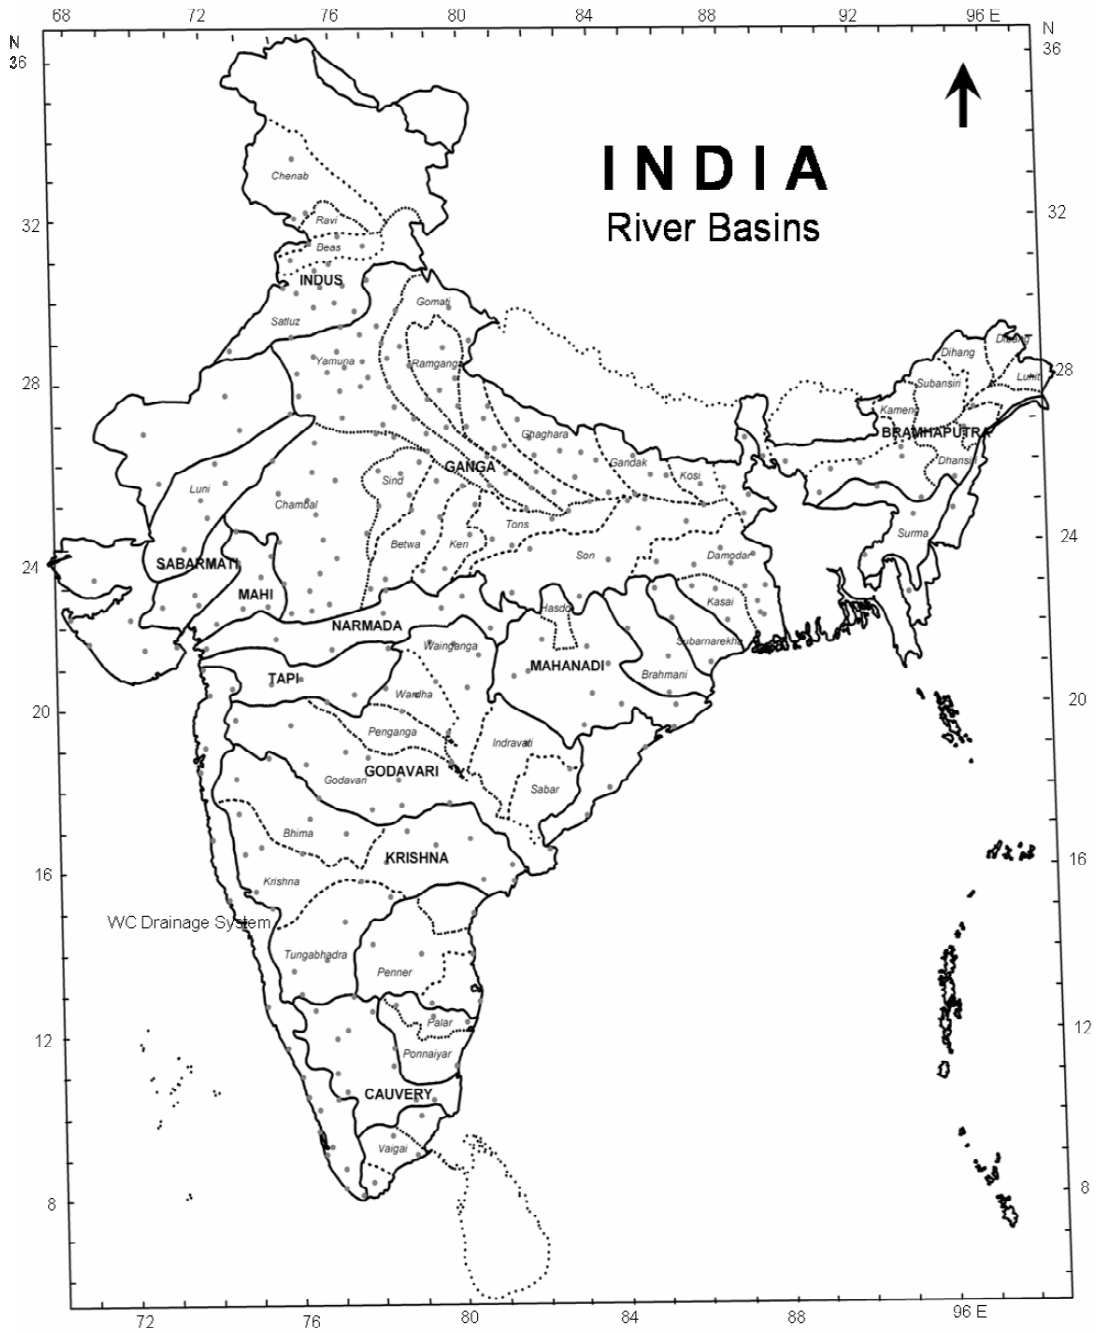 68 72 76 80 84 88 92 96 E
N N
36 36
INDIA
River Basins
Chenab
32 32
Ravi
Beas
INDUS
Gomati
Satluz
Dibang
Dihang
Yamuna
Ramganga
28 28
Subansiri
Luhit
Kameng
BRAMHAPUTRA
Ghaghara
GANGA
Gandak
Kosi
Dhansiri
Luni
Sind
Chambal
Tons
Surma
24 24
Betwa
Ken
Son
Damodar
SABARMATI
MAHI
Hasdo
Kasai
NARMADA
Wainganga
Subarnarekha
MAHANADI
Brahmani
TAPI
Wardha
20 20
Penganga
Indravati
GODAVARI
Godavari
Sabar
Bhima
KRISHNA
16 16
Krishna
WC Drainage System
Tungabhadra
Penner
Palar
12 12
Ponnaiyar
CAUVERY
Vaigai
8 8
72 76 80 84 88 96 E